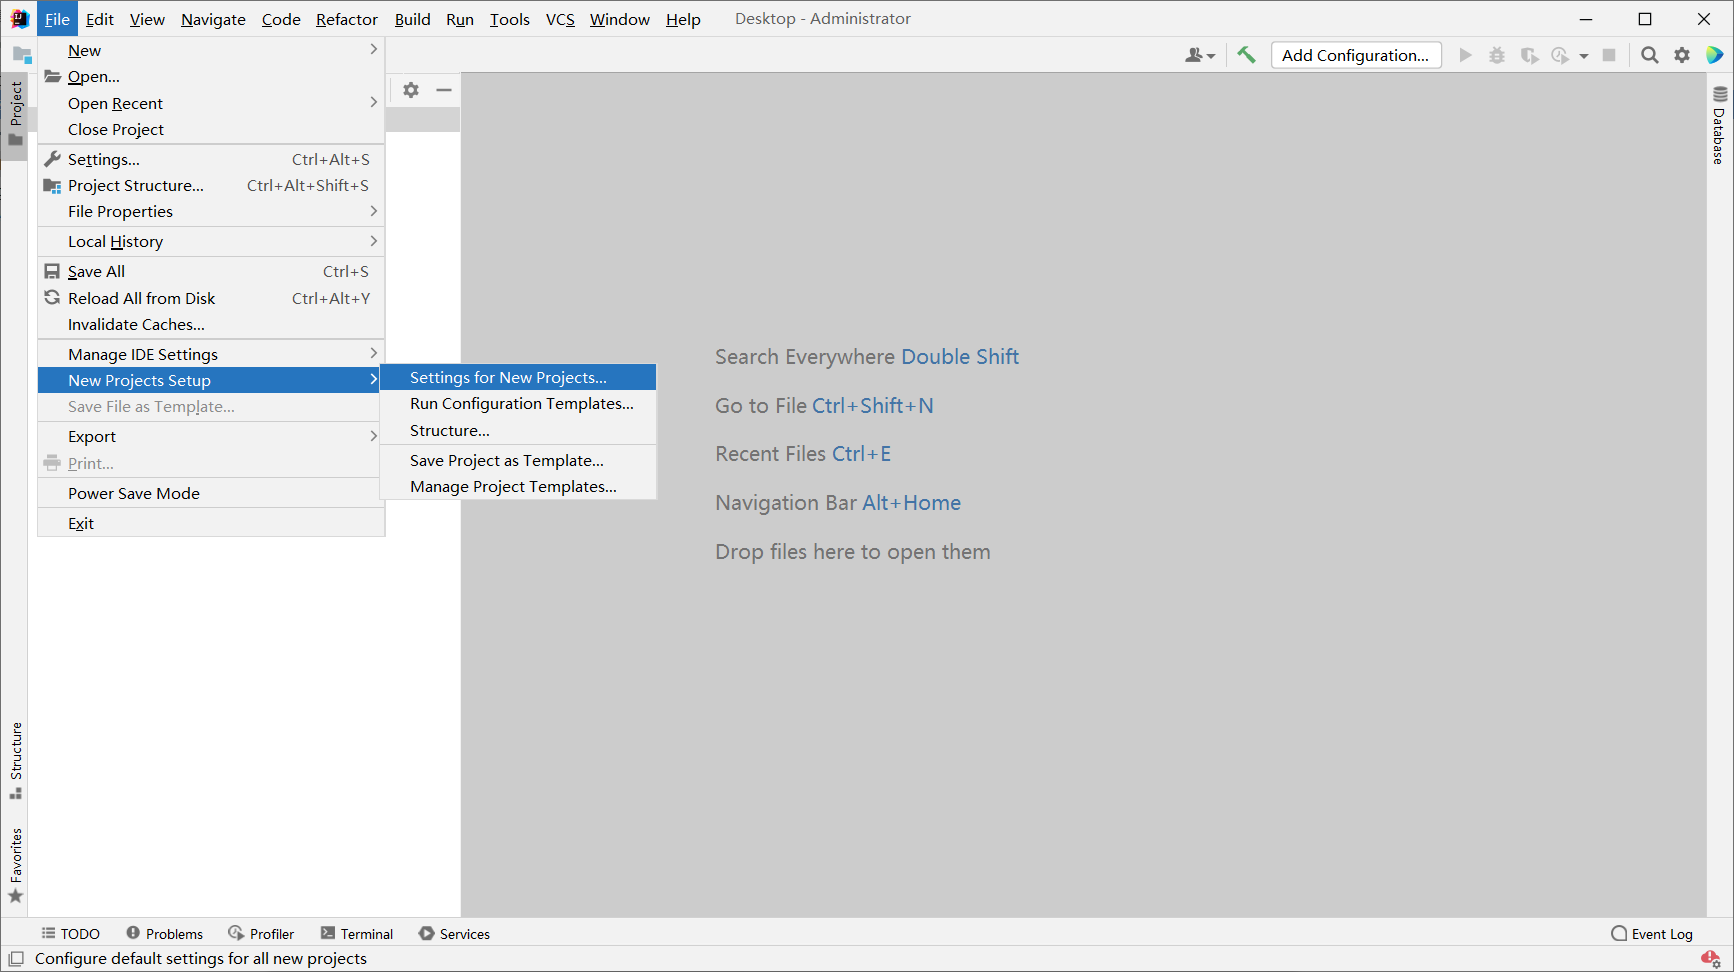 File Edit View Navigate Code Refactor Build Run Tools VCS Window Help Desktop - Administrator
Add Configuration...
New
Open...
Open Recent
Close Project
Settings... Ctrl+Alt+S
Project Structure... Ctrl+Alt+Shift+S
File Properties
Local History
Save All Ctrl+S
Reload All from Disk Ctrl+Alt+Y
Invalidate Caches...
Manage IDE Settings
New Projects Setup
Save File as Template...
Export
Print...
Power Save Mode
Exit
Settings for New Projects...
Run Configuration Templates...
Structure...
Save Project as Template...
Manage Project Templates...
Search Everywhere Double Shift
Go to File Ctrl+Shift+N
Recent Files Ctrl+E
Navigation Bar Alt+Home
Drop files here to open them
Project
Structure
Favorites
Database
TODO Problems Profiler Terminal Services Event Log
Configure default settings for all new projects